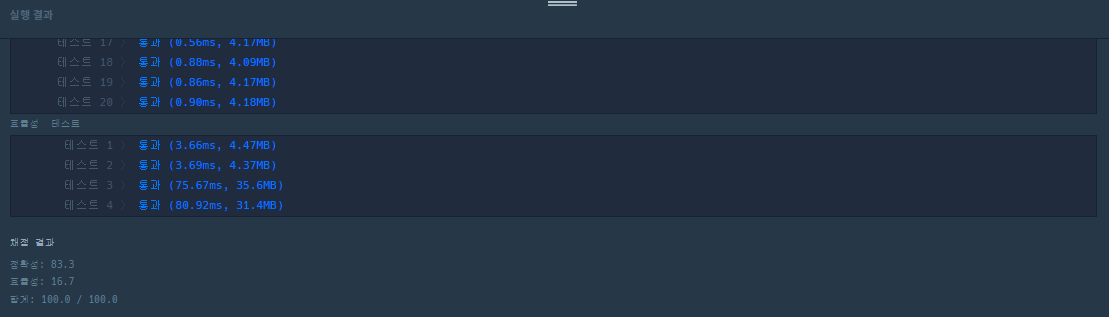 실행 결과
테스트 17 〉 통과 (0.56ms, 4.17MB)
테스트 18 〉 통과 (0.88ms, 4.09MB)
테스트 19 〉 통과 (0.86ms, 4.17MB)
테스트 20 〉 통과 (0.90ms, 4.18MB)
효율성 테스트
테스트 1 〉 통과 (3.66ms, 4.47MB)
테스트 2 〉 통과 (3.69ms, 4.37MB)
테스트 3 〉 통과 (75.67ms, 35.6MB)
테스트 4 〉 통과 (80.92ms, 31.4MB)
채점 결과
정확성: 83.3
효율성: 16.7
합계: 100.0 / 100.0